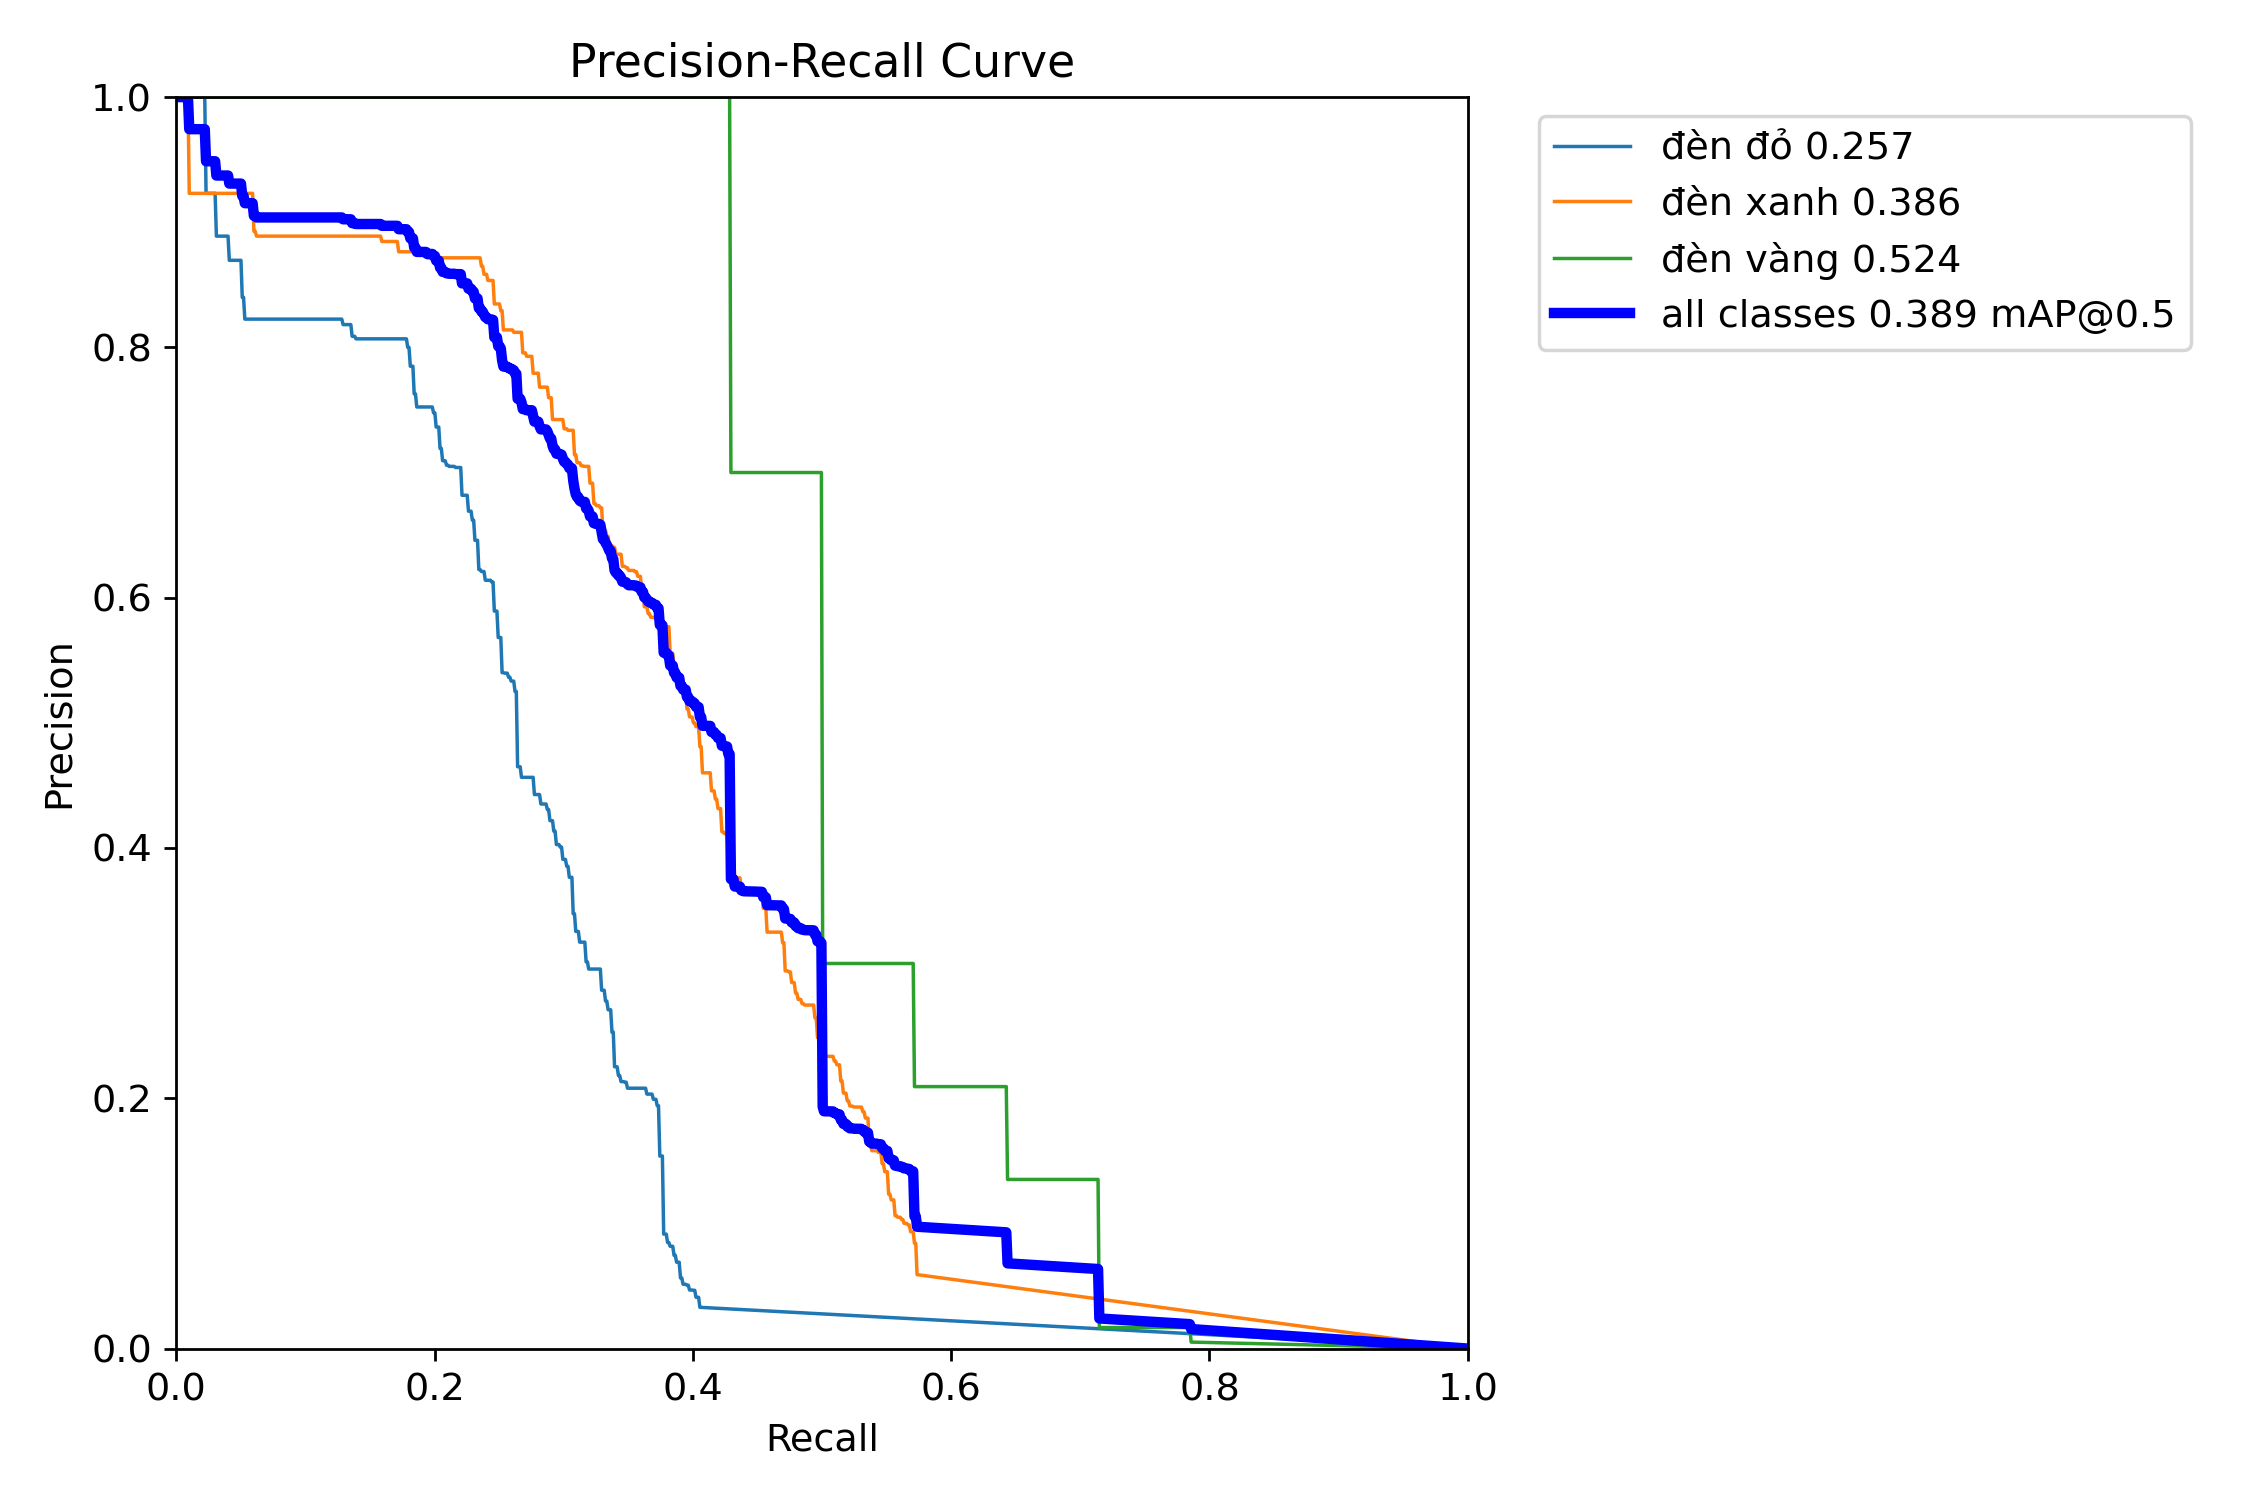 Precision-Recall Curve
1.0
0.8
0.6
0.4
0.2
0.0
Precision
0.0 0.2 0.4 0.6 0.8 1.0
Recall
đèn đỏ 0.257
đèn xanh 0.386
đèn vàng 0.524
all classes 0.389 mAP@0.5